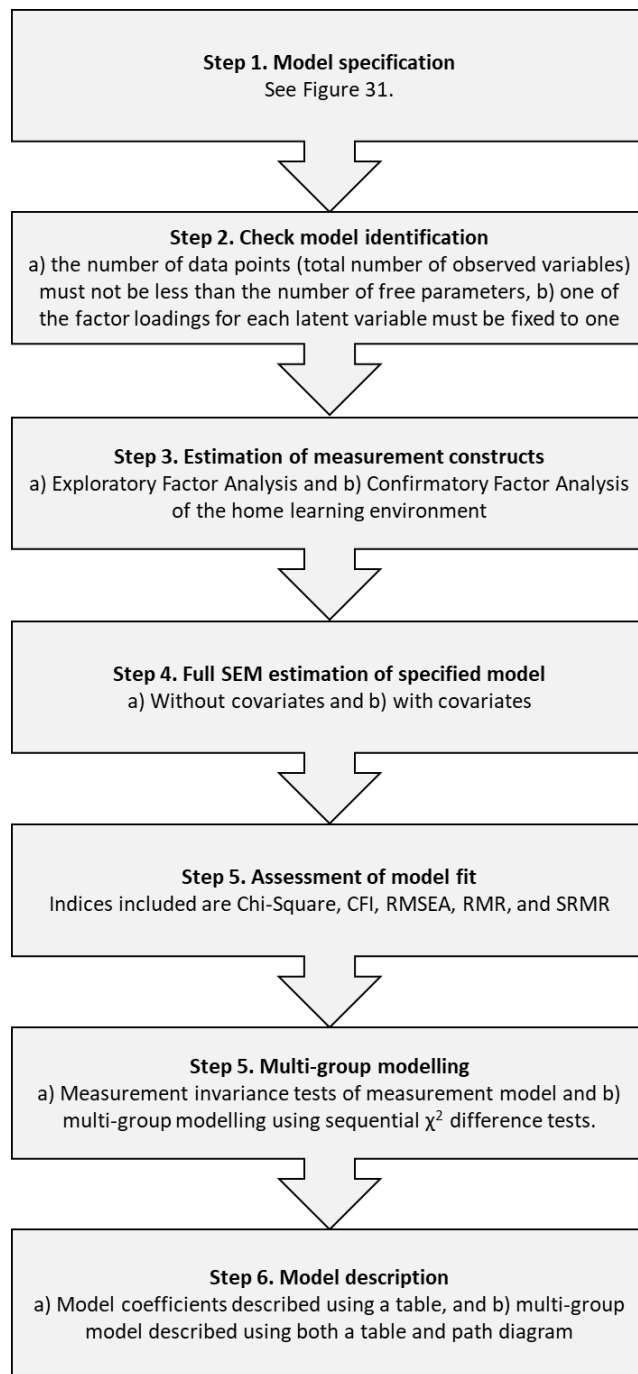 Step 1. Model specification
See Figure 31.
Step 2. Check model identification
a) the number of data points (total number of observed variables)
must not be less than the number of free parameters, b) one of
the factor loadings for each latent variable must be fixed to one
Step 3. Estimation of measurement constructs
a) Exploratory Factor Analysis and b) Confirmatory Factor Analysis
of the home learning environment
Step 4. Full SEM estimation of specified model
a) Without covariates and b) with covariates
Step 5. Assessment of model fit
Indices included are Chi-Square, CFI, RMSEA, RMR, and SRMR
Step 5. Multi-group modelling
a) Measurement invariance tests of measurement model and b)
multi-group modelling using sequential χ² difference tests.
Step 6. Model description
a) Model coefficients described using a table, and b) multi-group
model described using both a table and path diagram